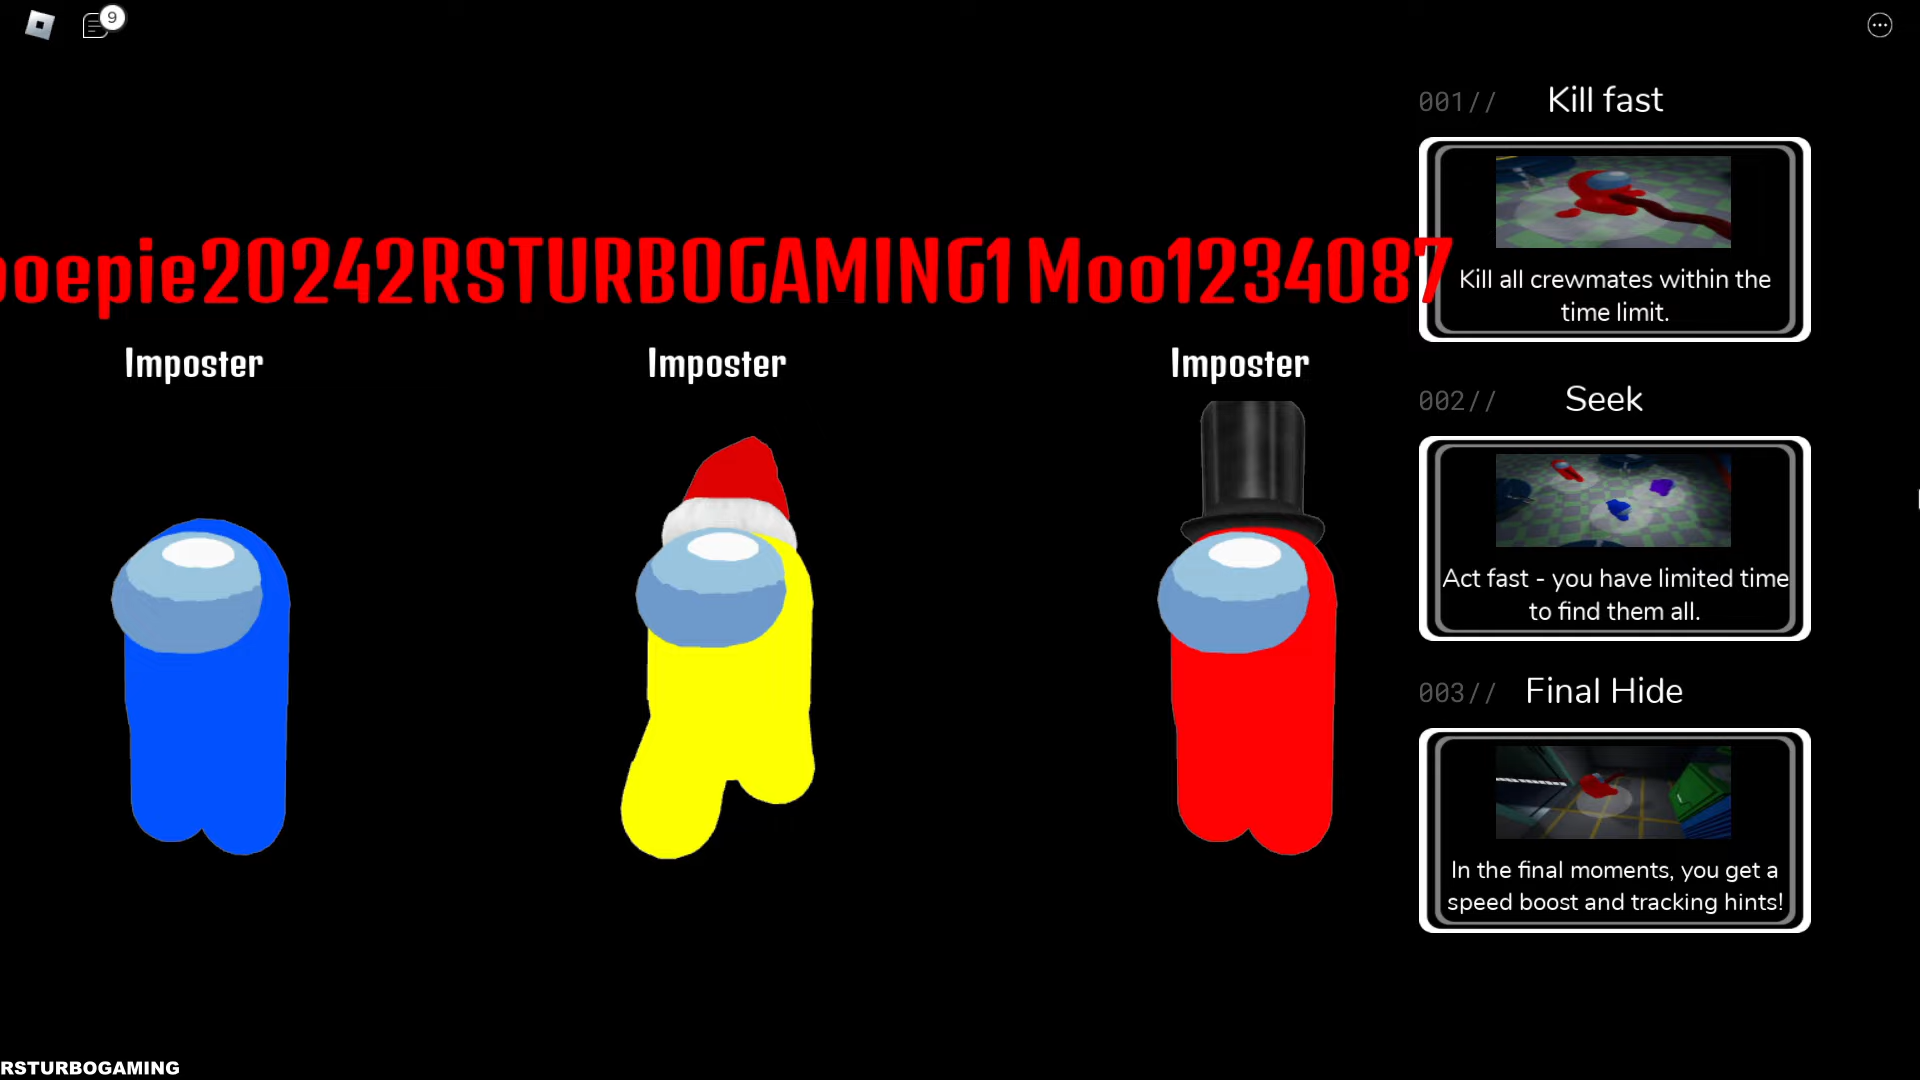 9
001// Kill fast
Kill all crewmates within the
time limit.
oepie20242RSTURBOGAMING1 Moo1234087
Imposter Imposter Imposter
002// Seek
Act fast - you have limited time
to find them all.
003// Final Hide
In the final moments, you get a
speed boost and tracking hints!
RSTURBOGAMING